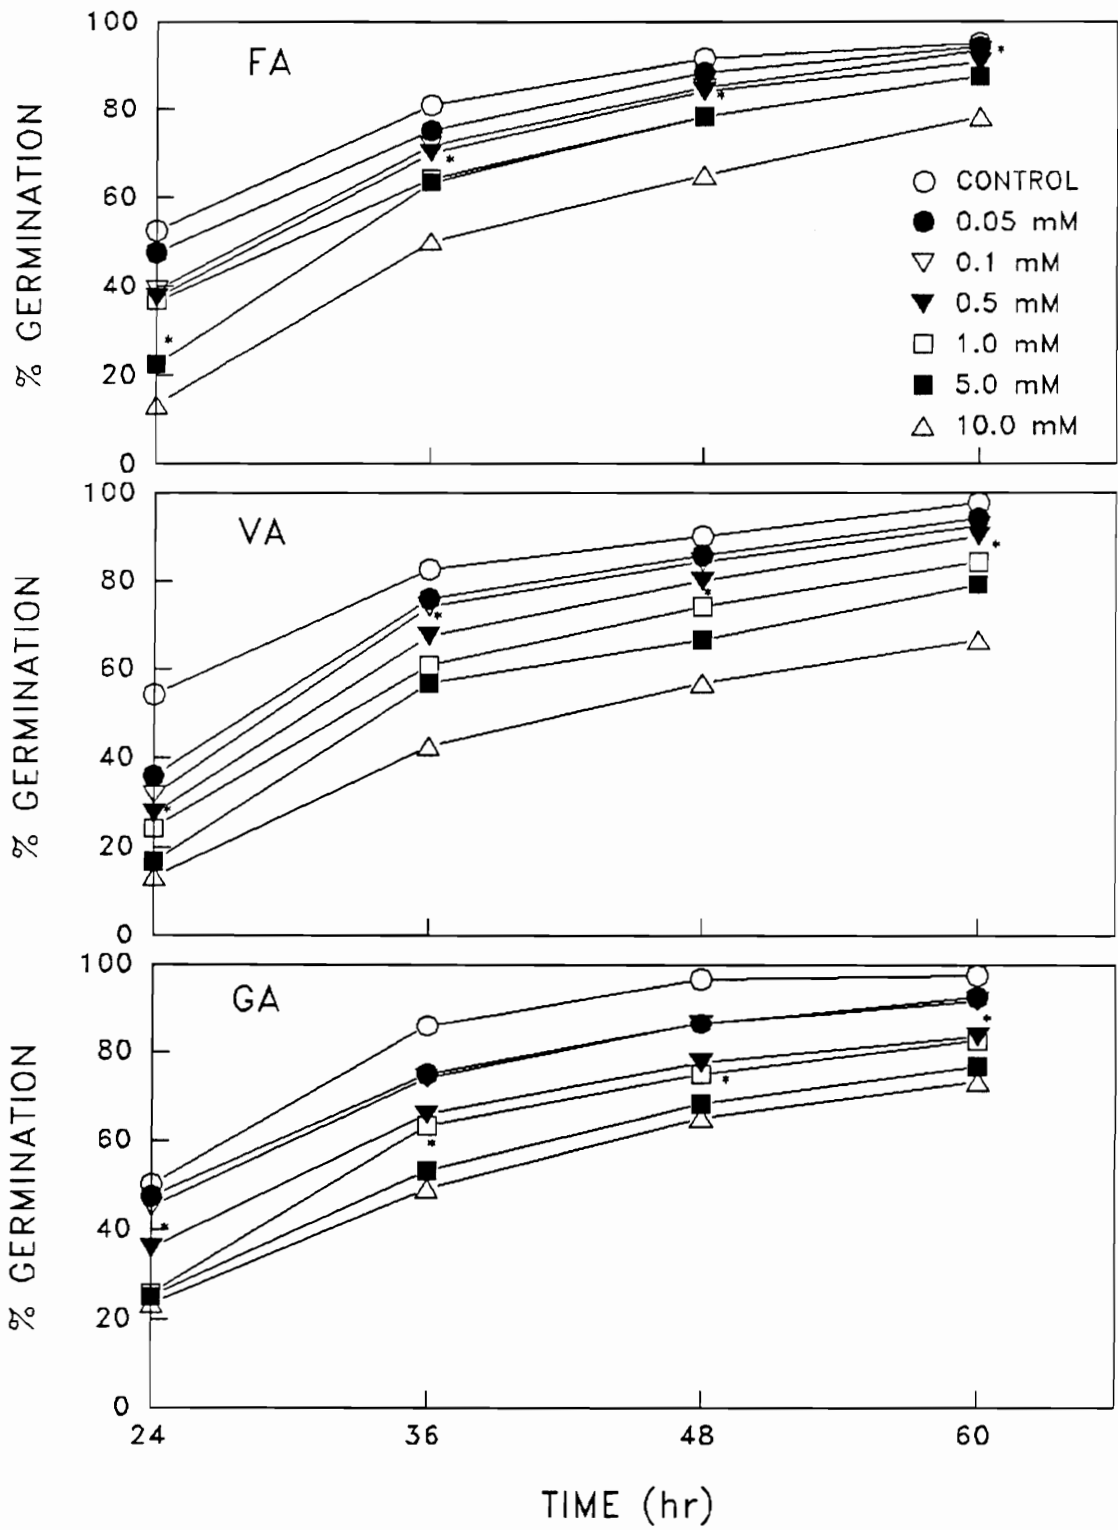 100
80
60
40
20
0
% GERMINATION
FA
CONTROL
0.05 mM
0.1 mM
0.5 mM
1.0 mM
5.0 mM
10.0 mM
*
*
*
*
100
80
60
40
20
0
% GERMINATION
VA
*
*
*
*
100
80
60
40
20
0
% GERMINATION
GA
*
*
*
*
24 36 48 60
TIME (hr)